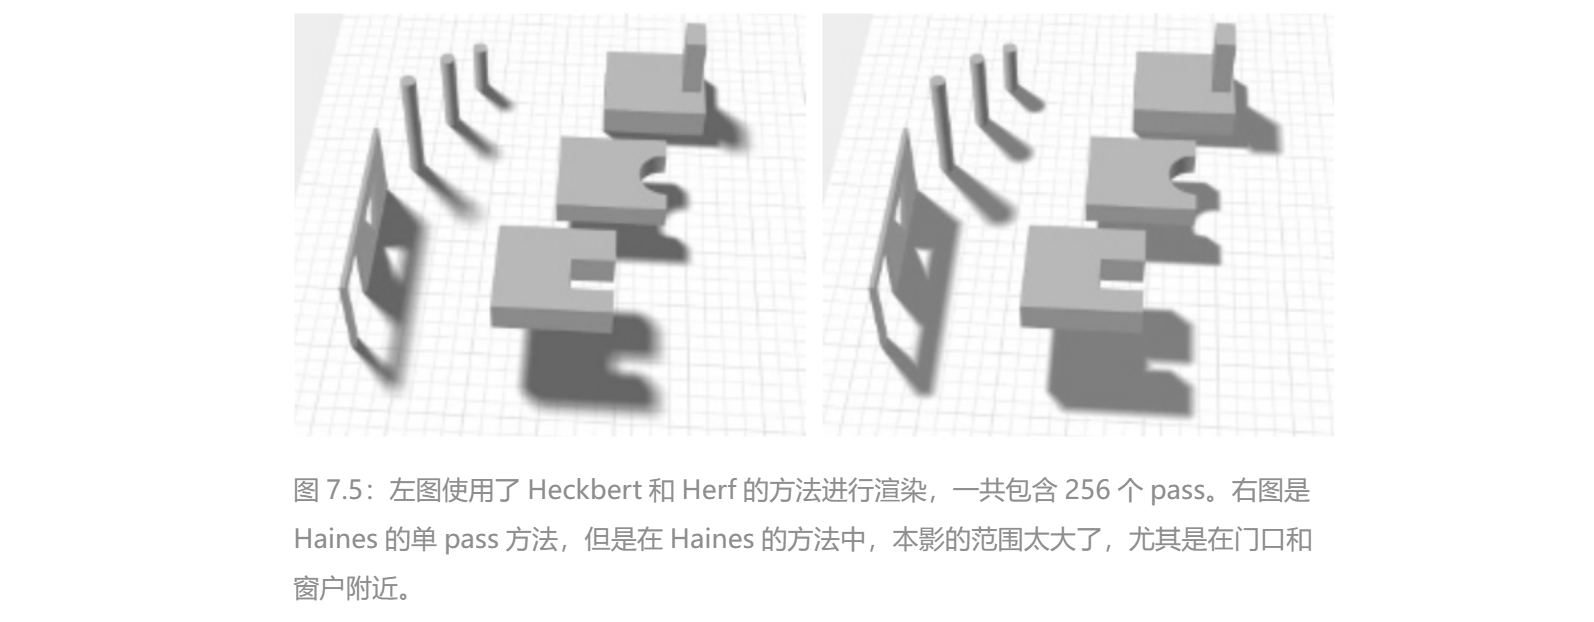 图 7.5：左图使用了 Heckbert 和 Herf 的方法进行渲染，一共包含 256 个 pass。右图是
Haines 的单 pass 方法，但是在 Haines 的方法中，本影的范围太大了，尤其是在门口和
窗户附近。